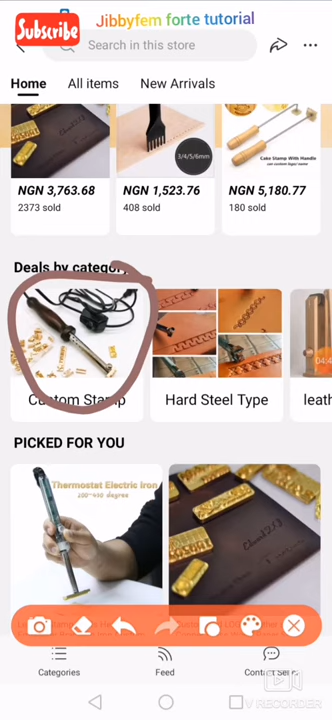 Subscribe
Jibbyfem forte tutorial
Search in this store
Home
All items
New Arrivals
3/4/5/6mm
Cake Stamp With Handle
NGN 3,763.68
NGN 1,523.76
NGN 5,180.77
2373 sold
408 sold
180 sold
Deals by category
04:4
Custom Stamp
Hard Steel Type
leath
PICKED FOR YOU
Thermostat Electric Iron
Categories
Feed
Contact Seller
V RECORDER